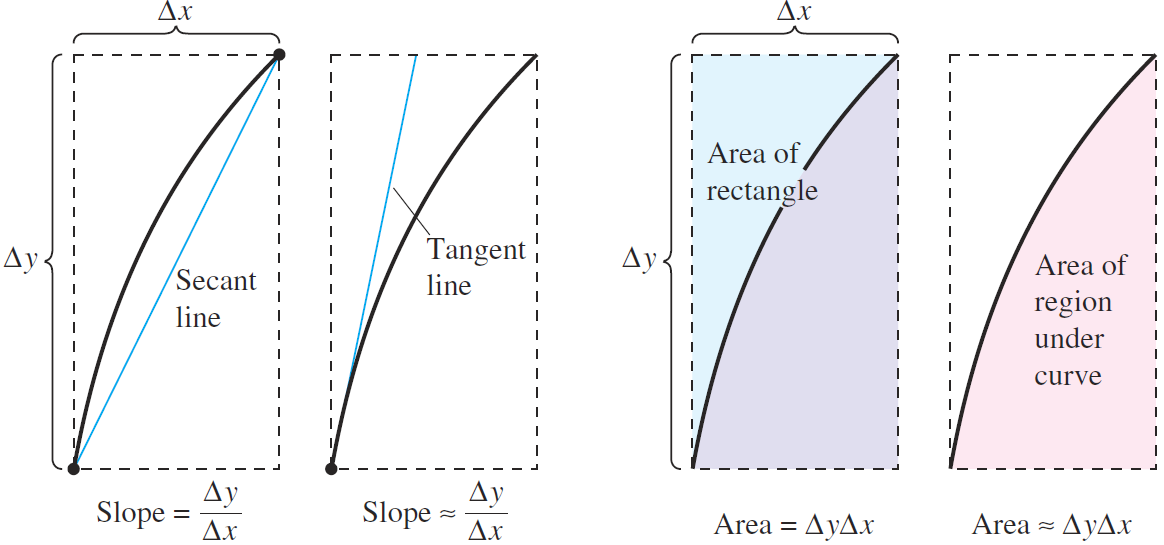 Δx
Δy
Secant
line
Slope = Δy/Δx
Tangent
line
Slope ≈ Δy/Δx
Δx
Δy
Area of
rectangle
Area = ΔyΔx
Area of
region
under
curve
Area ≈ ΔyΔx